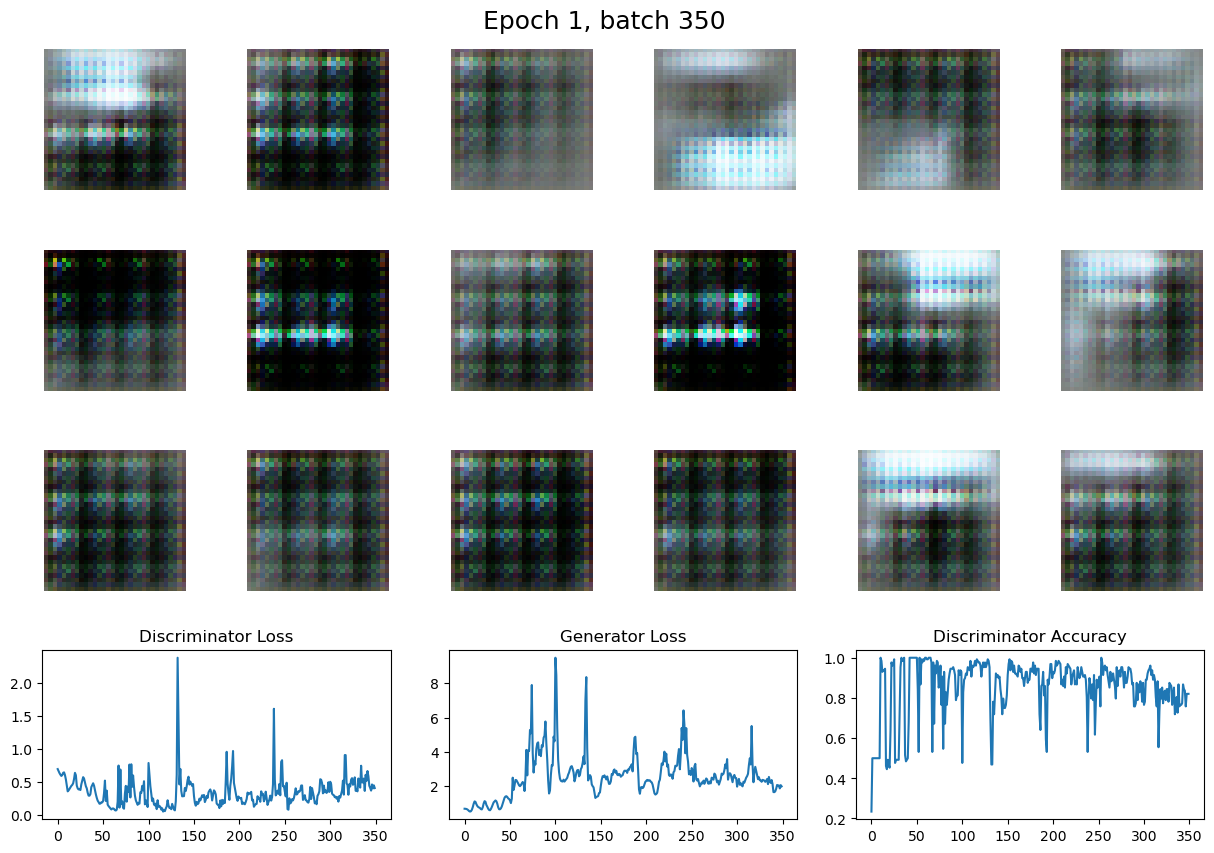 Epoch 1, batch 350
Discriminator Loss
Generator Loss
Discriminator Accuracy
2.0
1.5
1.0
0.5
0.0
0 50 100 150 200 250 300 350
8
6
4
2
0 50 100 150 200 250 300 350
1.0
0.8
0.6
0.4
0.2
0 50 100 150 200 250 300 350